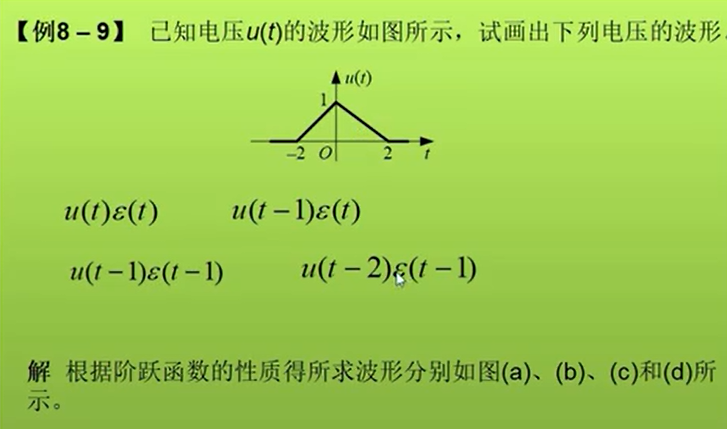 【例8 – 9】 已知电压u(t)的波形如图所示，试画出下列电压的波形.
u(t)
1
–2 O 2 t
u(t)ε(t) u(t − 1)ε(t)
u(t − 1)ε(t − 1) u(t − 2)ε(t − 1)
解 根据阶跃函数的性质得所求波形分别如图(a)、(b)、(c)和(d)所
示。